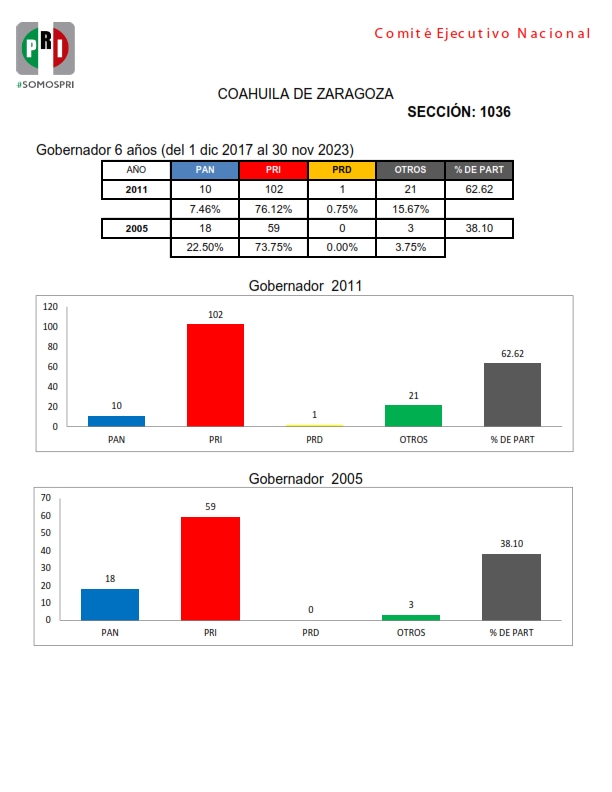 PRI
#SOMOSPRI
Comité Ejecutivo Nacional
COAHUILA DE ZARAGOZA
SECCIÓN: 1036
Gobernador 6 años (del 1 dic 2017 al 30 nov 2023)
AÑO PAN PRI PRD OTROS % DE PART
2011 10 102 1 21 62.62
7.46% 76.12% 0.75% 15.67%
2005 18 59 0 3 38.10
22.50% 73.75% 0.00% 3.75%
Gobernador 2011
120
100
80
60
40
20
0
10
102
1
21
62.62
PAN PRI PRD OTROS % DE PART
Gobernador 2005
70
60
50
40
30
20
10
0
18
59
0
3
38.10
PAN PRI PRD OTROS % DE PART